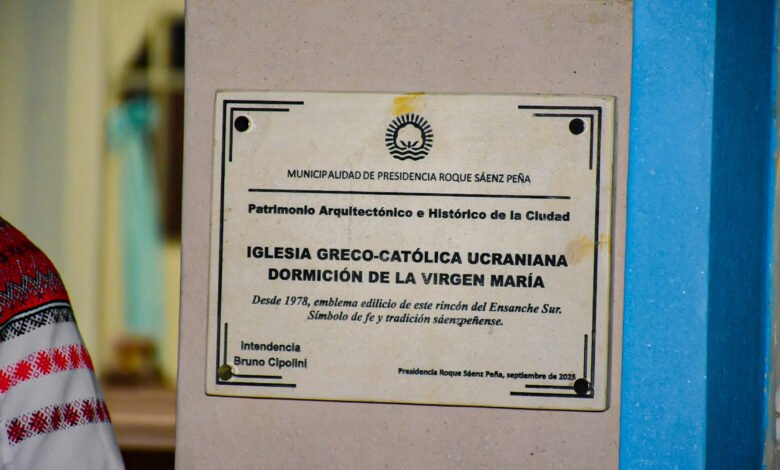 MUNICIPALIDAD DE PRESIDENCIA ROQUE SÁENZ PEÑA
Patrimonio Arquitectónico e Histórico de la Ciudad
IGLESIA GRECO-CATÓLICA UCRANIANA
DORMICIÓN DE LA VIRGEN MARÍA
Desde 1978, emblema edilicio de este rincón del Ensanche Sur.
Símbolo de fe y tradición sáenzpeñense.
Intendencia
Bruno Cipolini
Presidencia Roque Sáenz Peña, septiembre de 2025